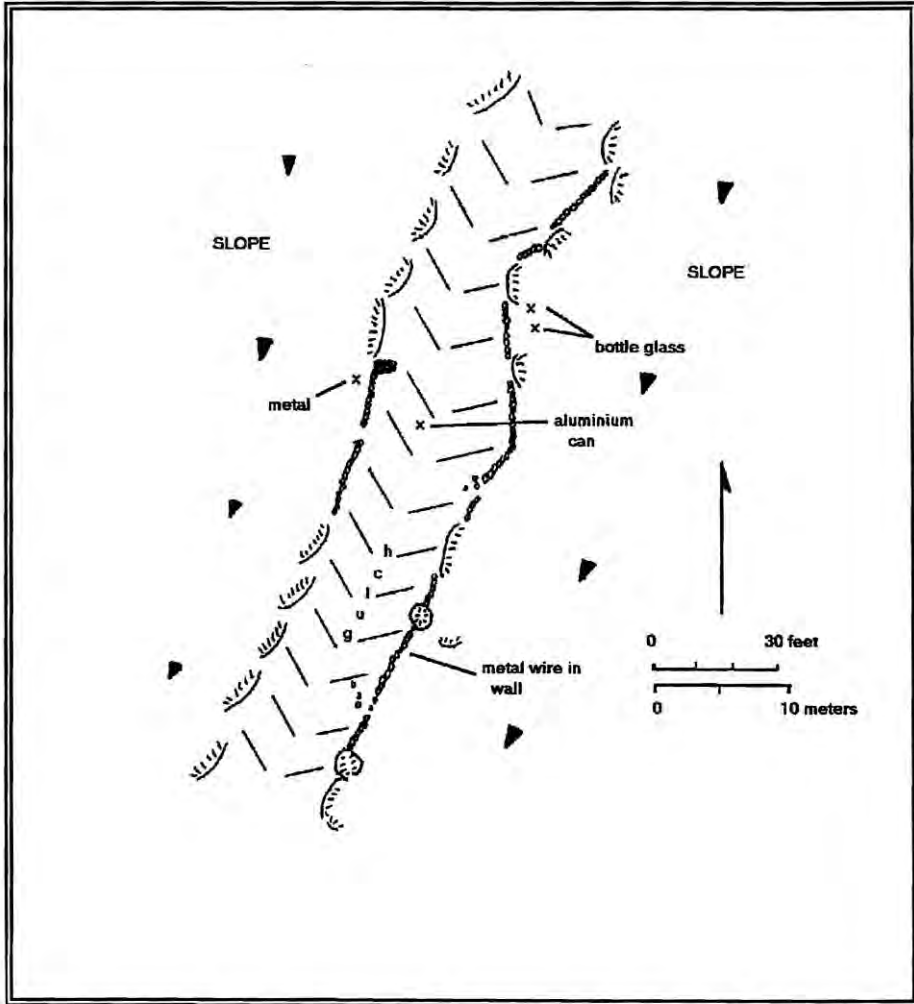 SLOPE
SLOPE
bottle glass
metal
aluminium
can
h
c
l
u
g
metal wire in
wall
0 30 feet
0 10 meters